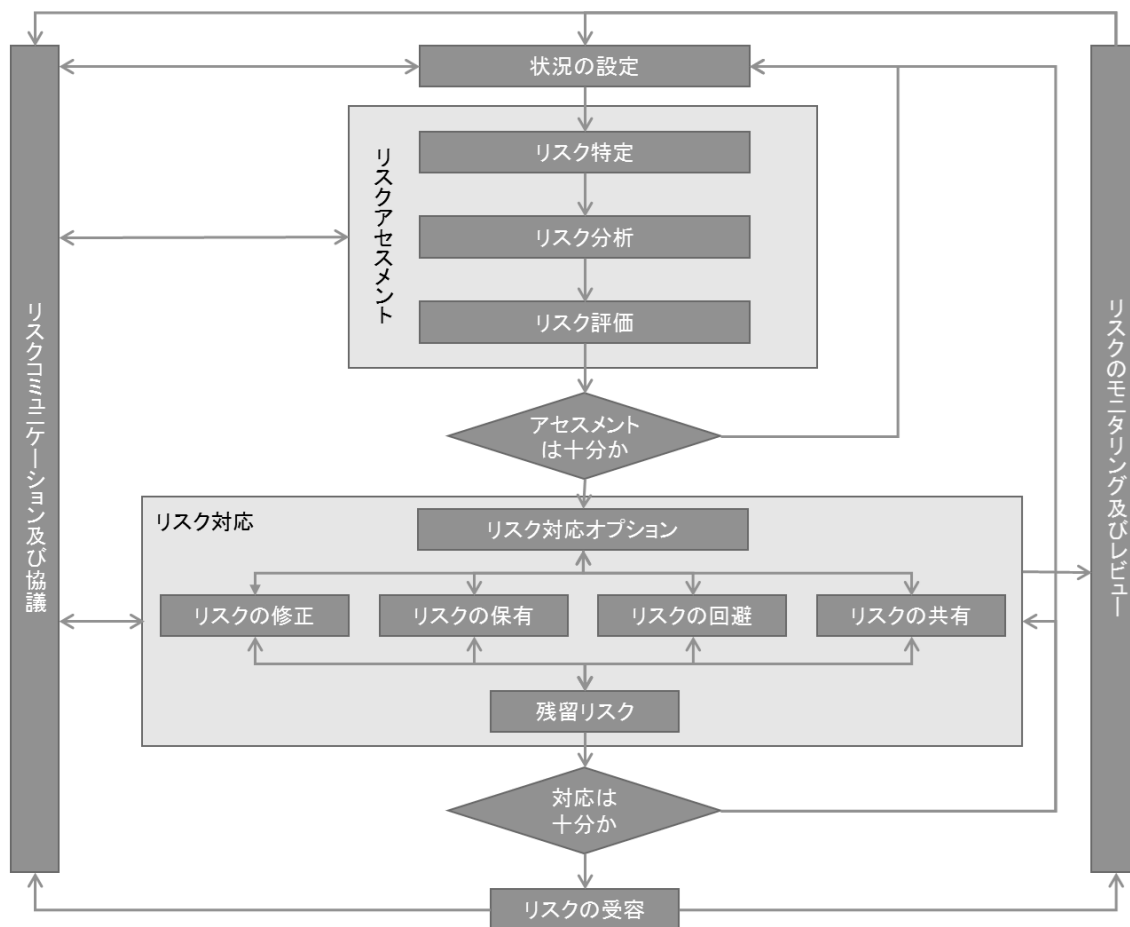 状況の設定
リスクアセスメント
リスク特定
リスク分析
リスク評価
リスクコミュニケーション及び協議
リスクのモニタリング及びレビュー
アセスメント
は十分か
リスク対応
リスク対応オプション
リスクの修正
リスクの保有
リスクの回避
リスクの共有
残留リスク
対応は
十分か
リスクの受容